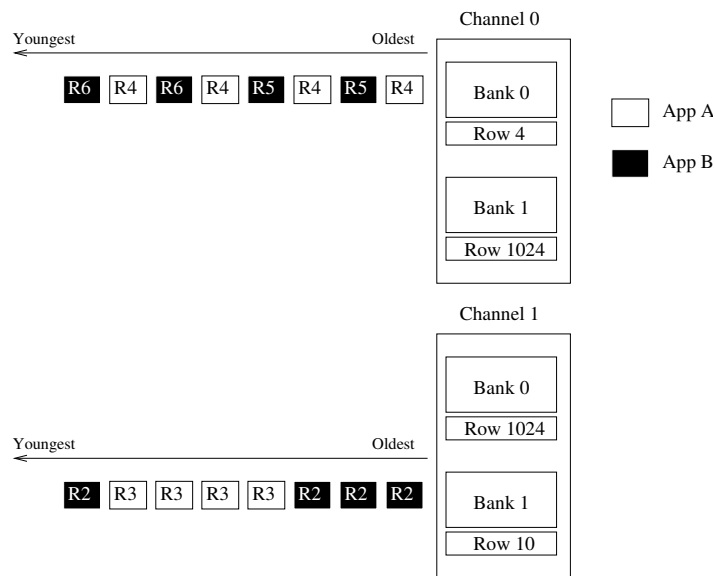 Channel 0
Youngest Oldest
R6 R4 R6 R4 R5 R4 R5 R4
Bank 0
Row 4
Bank 1
Row 1024
App A
App B
Channel 1
Bank 0
Row 1024
Youngest Oldest
R2 R3 R3 R3 R3 R2 R2 R2
Bank 1
Row 10